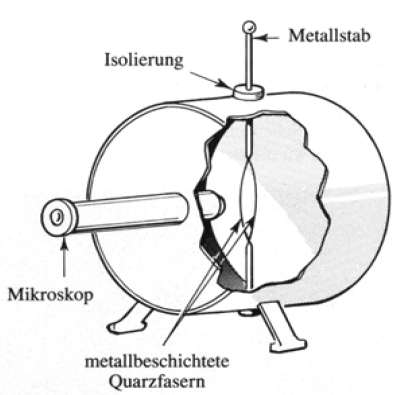 Metallstab
Isolierung
Mikroskop
metallbeschichtete
Quarzfasern